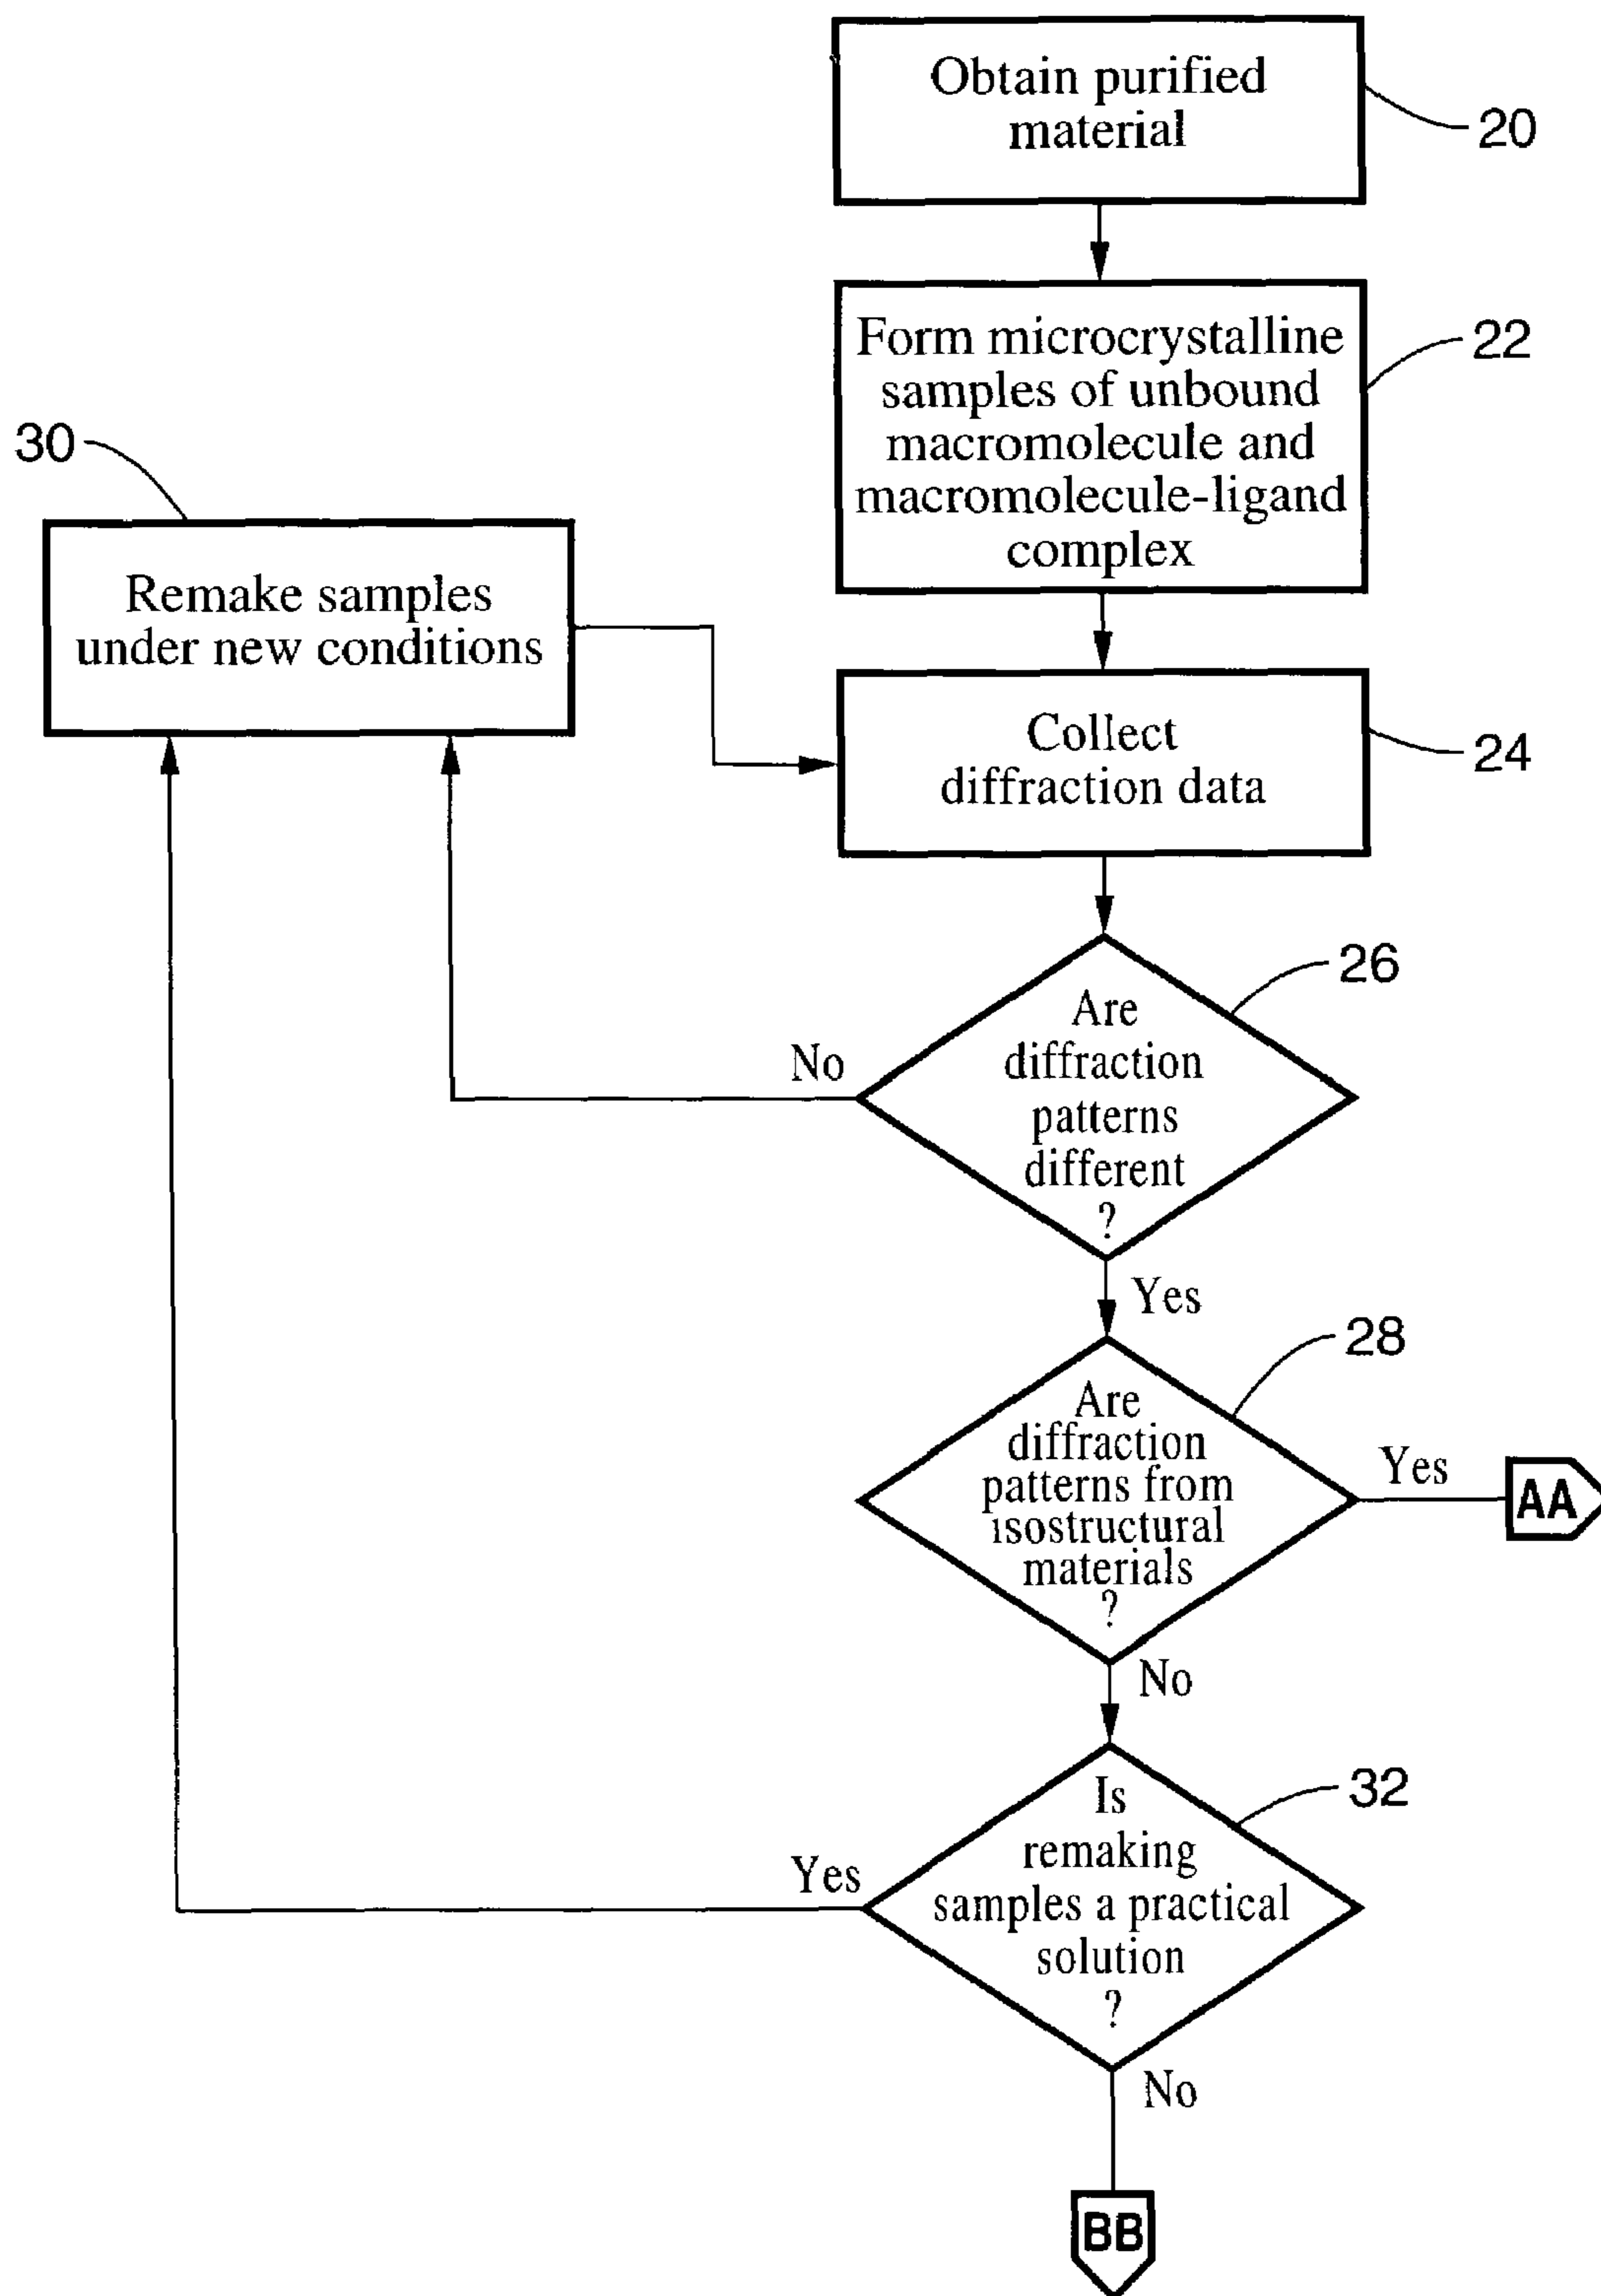 Obtain purified
material
20
Form microcrystalline
samples of unbound
macromolecule and
macromolecule-ligand
complex
22
30
Remake samples
under new conditions
Collect
diffraction data
24
26
Are
diffraction
patterns
different
?
No
Yes
28
Are
diffraction
patterns from
isostructural
materials
?
Yes
AA
No
32
Is
remaking
samples a practical
solution
?
Yes
No
BB